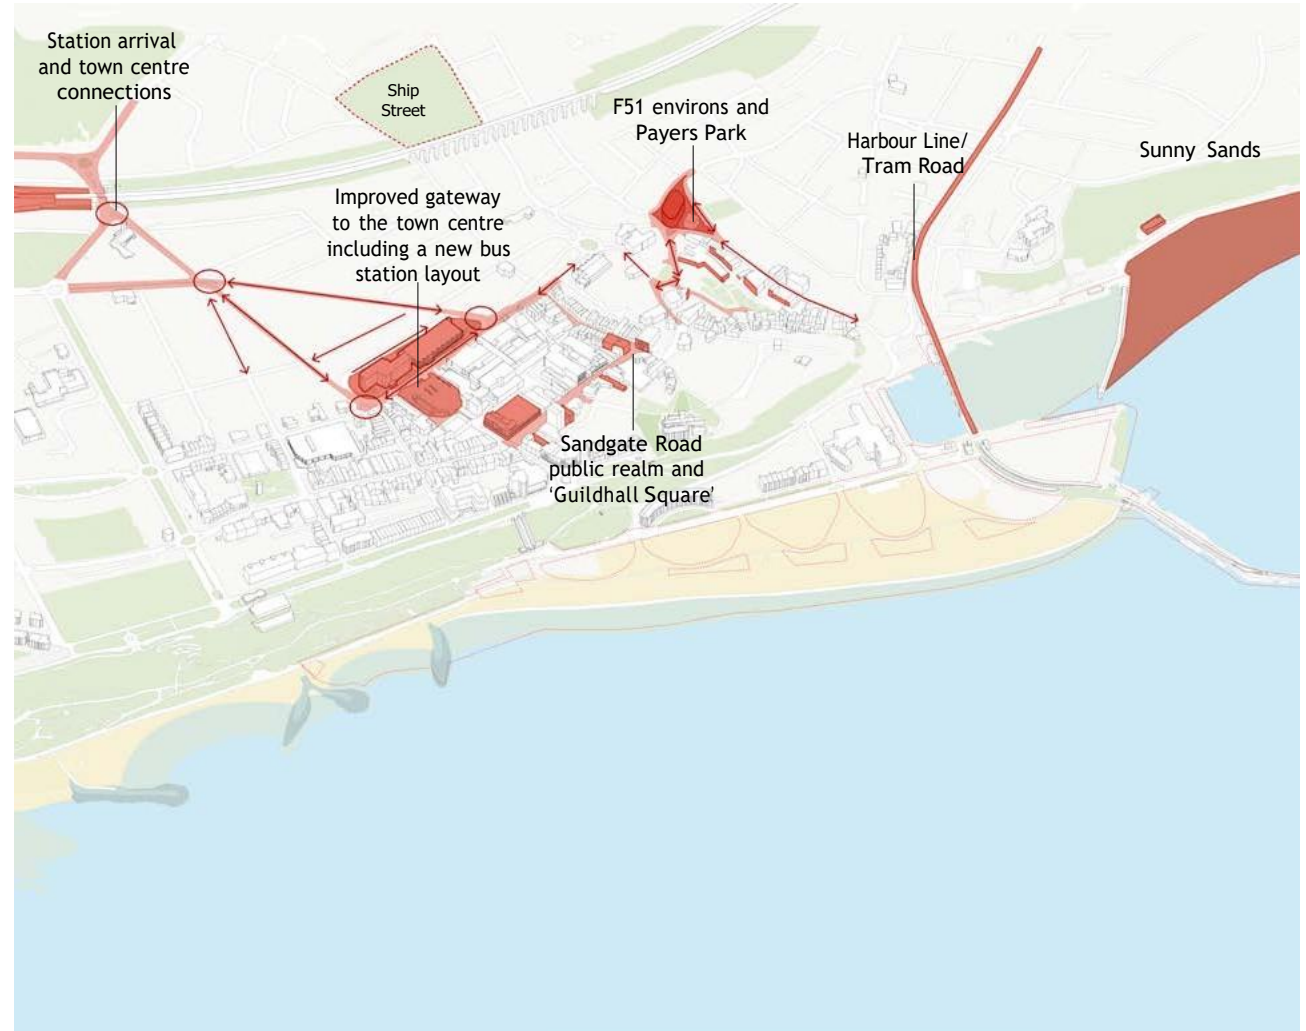 Station arrival
and town centre
connections
Ship
Street
F51 environs and
Payers Park
Harbour Line/
Tram Road
Sunny Sands
Improved gateway
to the town centre
including a new bus
station layout
Sandgate Road
public realm and
‘Guildhall Square’